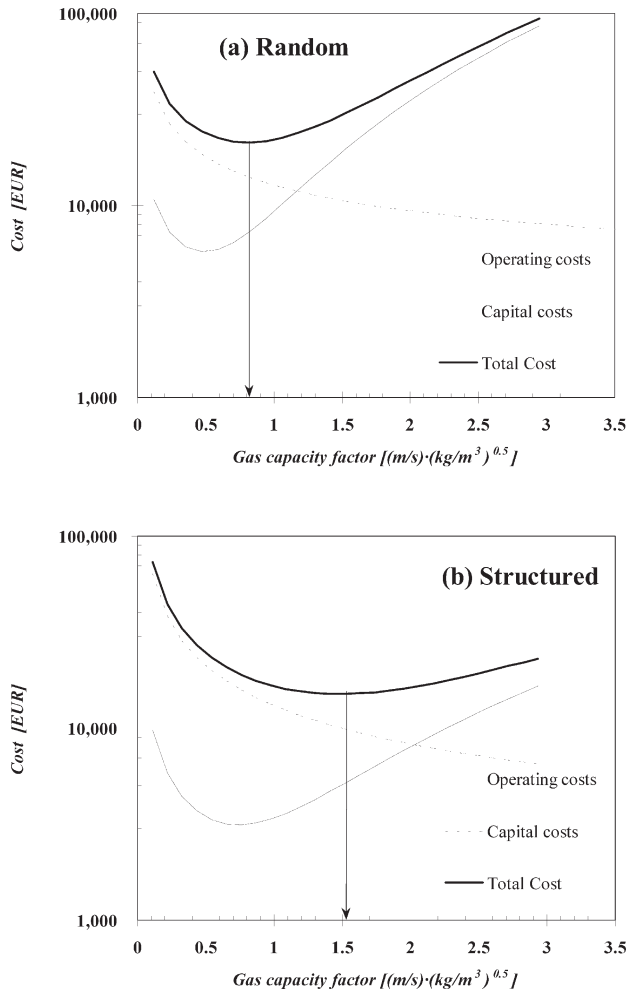 100,000
(a) Random
10,000
Cost [EUR]
Operating costs
Capital costs
Total Cost
1,000
0 0.5 1 1.5 2 2.5 3 3.5
Gas capacity factor [(m/s)·(kg/m³)⁰·⁵]
100,000
(b) Structured
10,000
Cost [EUR]
Operating costs
Capital costs
Total Cost
1,000
0 0.5 1 1.5 2 2.5 3 3.5
Gas capacity factor [(m/s)·(kg/m³)⁰·⁵]